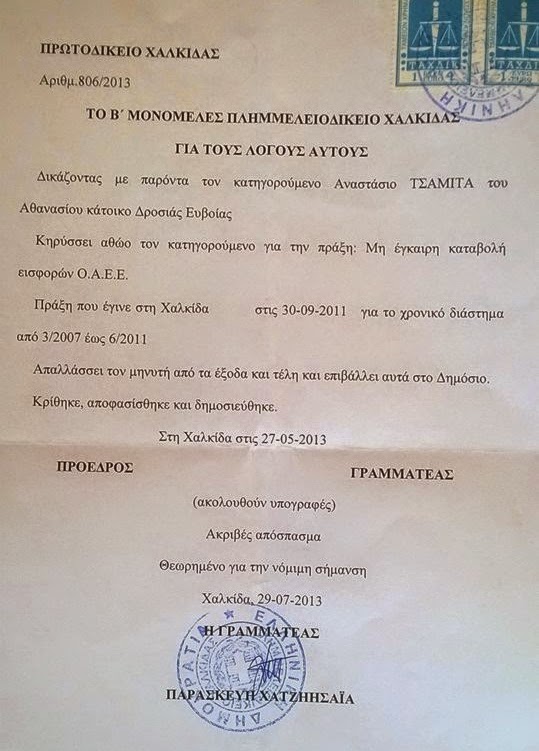 ΤΑΧΔΙΚ
ΤΑΧΔΙΚ
ΠΡΩΤΟΔΙΚΕΙΟ ΧΑΛΚΙΔΑΣ
Αριθμ.806/2013
ΤΟ Β΄ ΜΟΝΟΜΕΛΕΣ ΠΛΗΜΜΕΛΕΙΟΔΙΚΕΙΟ ΧΑΛΚΙΔΑΣ
ΓΙΑ ΤΟΥΣ ΛΟΓΟΥΣ ΑΥΤΟΥΣ
Δικάζοντας με παρόντα τον κατηγορούμενο Αναστάσιο ΤΣΑΜΙΤΑ του
Αθανασίου κάτοικο Δροσιάς Ευβοίας
Κηρύσσει αθώο τον κατηγορούμενο για την πράξη: Μη έγκαιρη καταβολή
εισφορών Ο.Α.Ε.Ε.
Πράξη που έγινε στη Χαλκίδα στις 30-09-2011 για το χρονικό διάστημα
από 3/2007 έως 6/2011
Απαλλάσσει τον μηνυτή από τα έξοδα και τέλη και επιβάλλει αυτά στο Δημόσιο.
Κρίθηκε, αποφασίσθηκε και δημοσιεύθηκε.
Στη Χαλκίδα στις 27-05-2013
ΠΡΟΕΔΡΟΣ ΓΡΑΜΜΑΤΕΑΣ
(ακολουθούν υπογραφές)
Ακριβές απόσπασμα
Θεωρημένο για την νόμιμη σήμανση
Χαλκίδα, 29-07-2013
Η ΓΡΑΜΜΑΤΕΑΣ
ΕΛΛΗΝΙΚΗ ΔΗΜΟΚΡΑΤΙΑ
ΠΑΡΑΣΚΕΥΗ ΧΑΤΖΗΗΣΑΪΑ